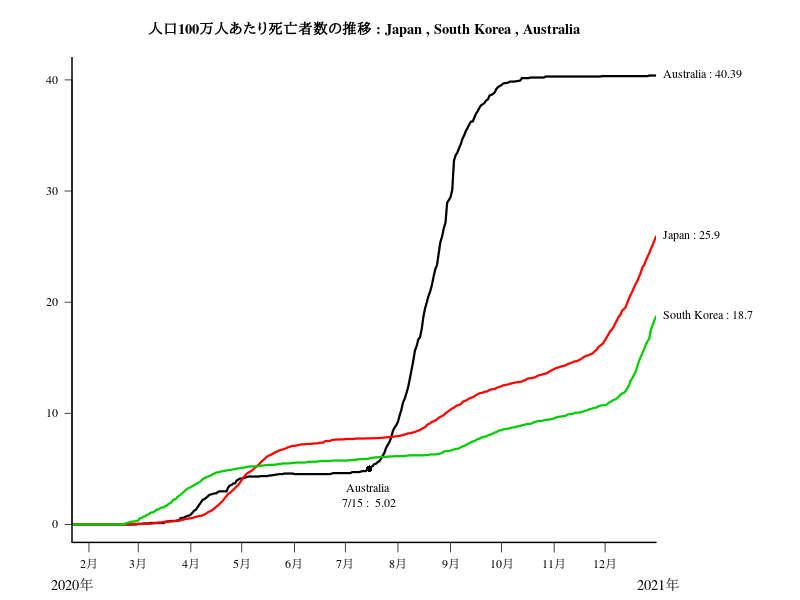 人口100万人あたり死亡者数の推移 : Japan , South Korea , Australia
40
30
20
10
0
Australia : 40.39
Japan : 25.9
South Korea : 18.7
Australia
7/15 : 5.02
2月 3月 4月 5月 6月 7月 8月 9月 10月 11月 12月
2020年 2021年